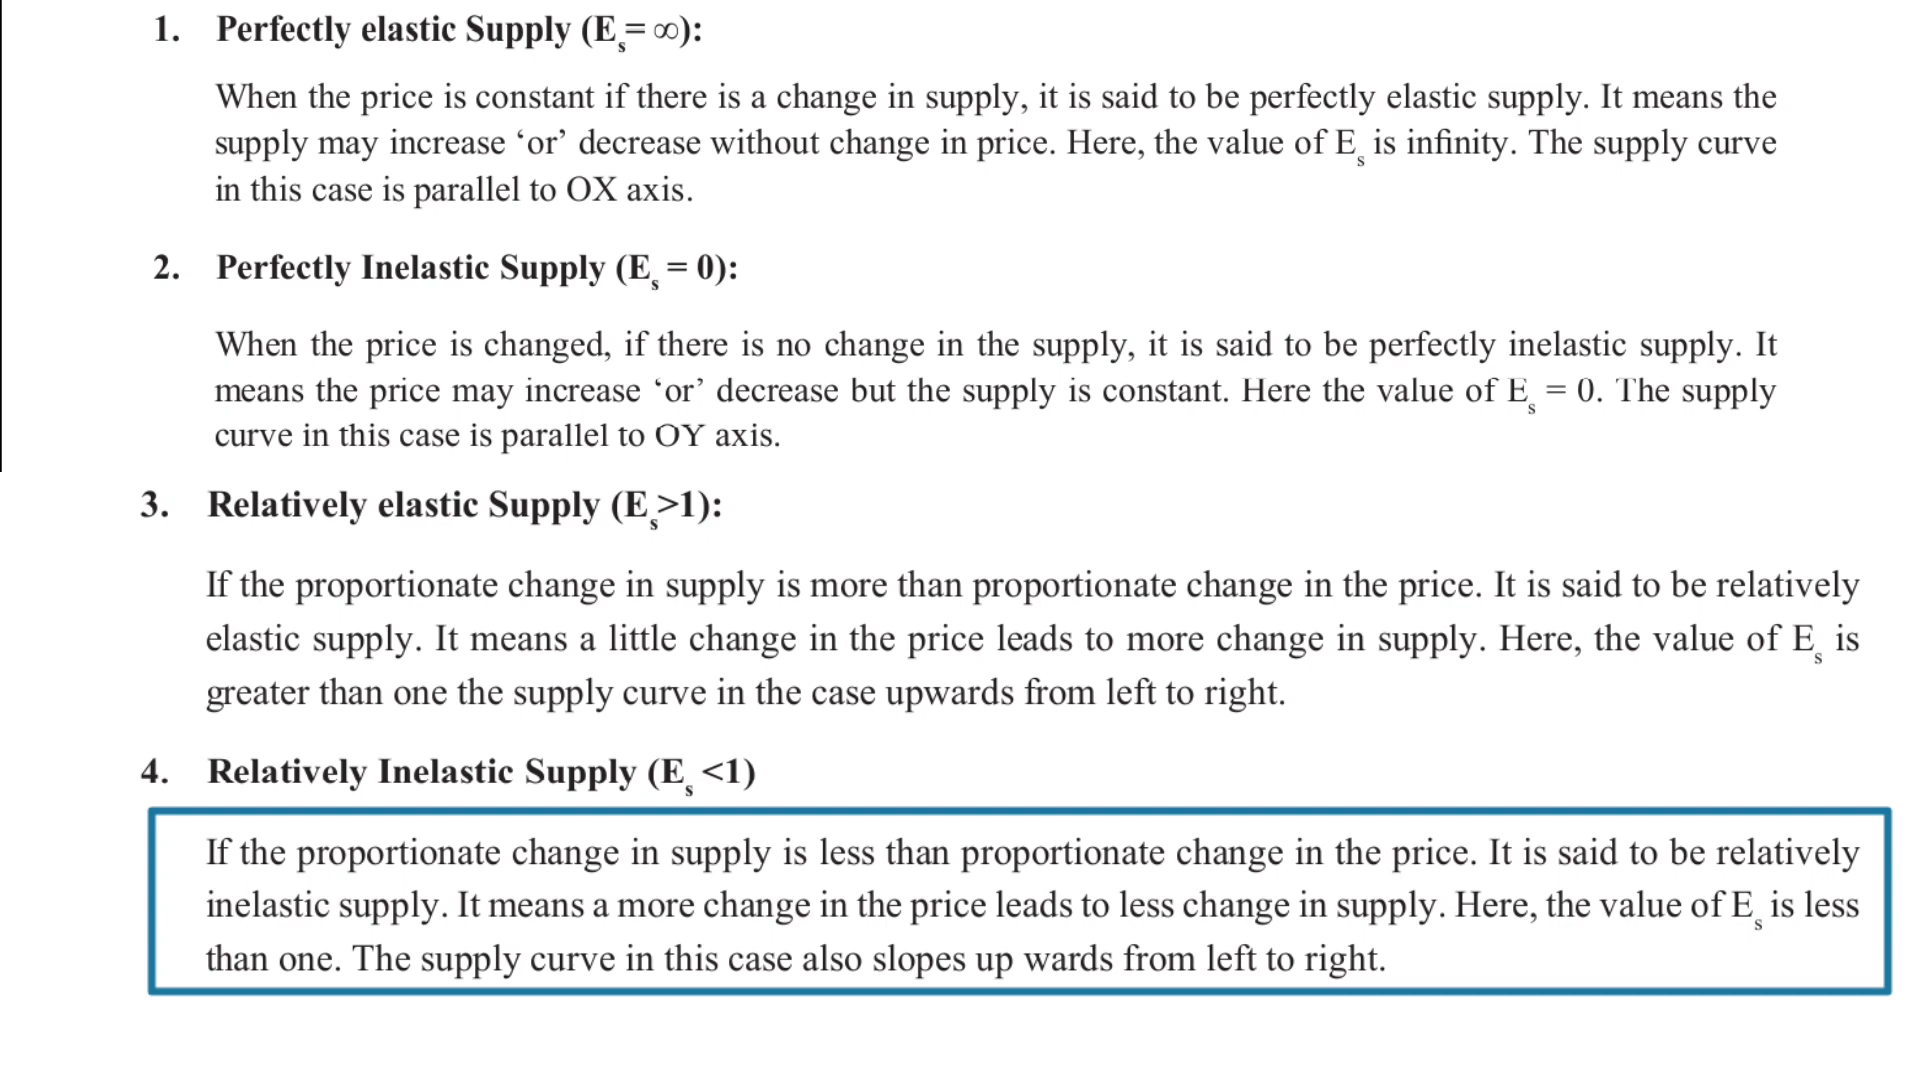 1. Perfectly elastic Supply (Es= ∞):
When the price is constant if there is a change in supply, it is said to be perfectly elastic supply. It means the
supply may increase ‘or’ decrease without change in price. Here, the value of Es is infinity. The supply curve
in this case is parallel to OX axis.
2. Perfectly Inelastic Supply (Es = 0):
When the price is changed, if there is no change in the supply, it is said to be perfectly inelastic supply. It
means the price may increase ‘or’ decrease but the supply is constant. Here the value of Es = 0. The supply
curve in this case is parallel to OY axis.
3. Relatively elastic Supply (Es>1):
If the proportionate change in supply is more than proportionate change in the price. It is said to be relatively
elastic supply. It means a little change in the price leads to more change in supply. Here, the value of Es is
greater than one the supply curve in the case upwards from left to right.
4. Relatively Inelastic Supply (Es <1)
If the proportionate change in supply is less than proportionate change in the price. It is said to be relatively
inelastic supply. It means a more change in the price leads to less change in supply. Here, the value of Es is less
than one. The supply curve in this case also slopes up wards from left to right.